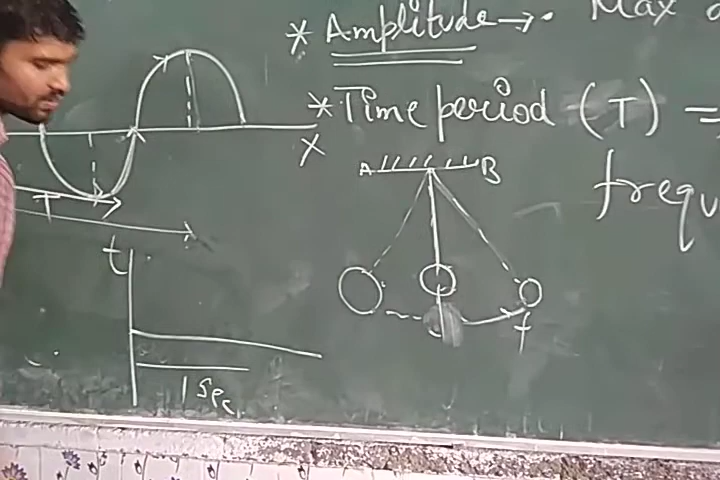 * Amplitude → • Max
* Time period (T) =
frequ
X
A B
T
t
f
1 Sec